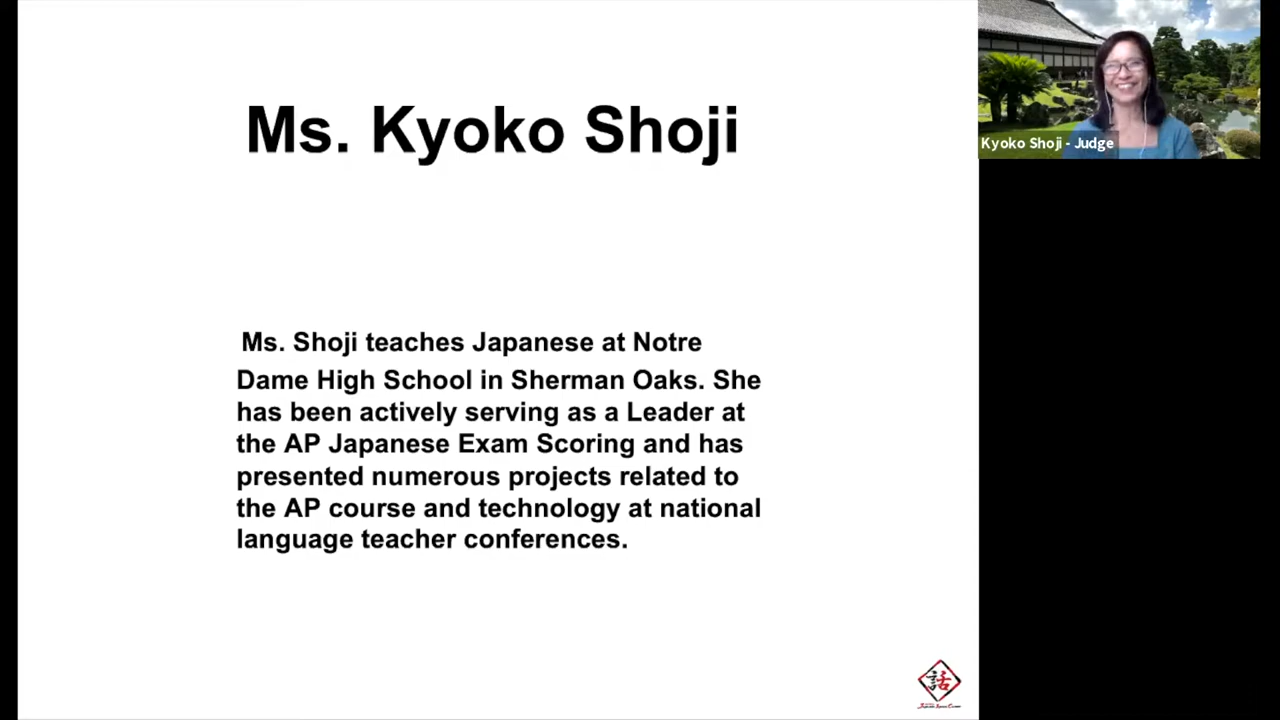 Ms. Kyoko Shoji
Kyoko Shoji - Judge
Ms. Shoji teaches Japanese at Notre
Dame High School in Sherman Oaks. She
has been actively serving as a Leader at
the AP Japanese Exam Scoring and has
presented numerous projects related to
the AP course and technology at national
language teacher conferences.
話